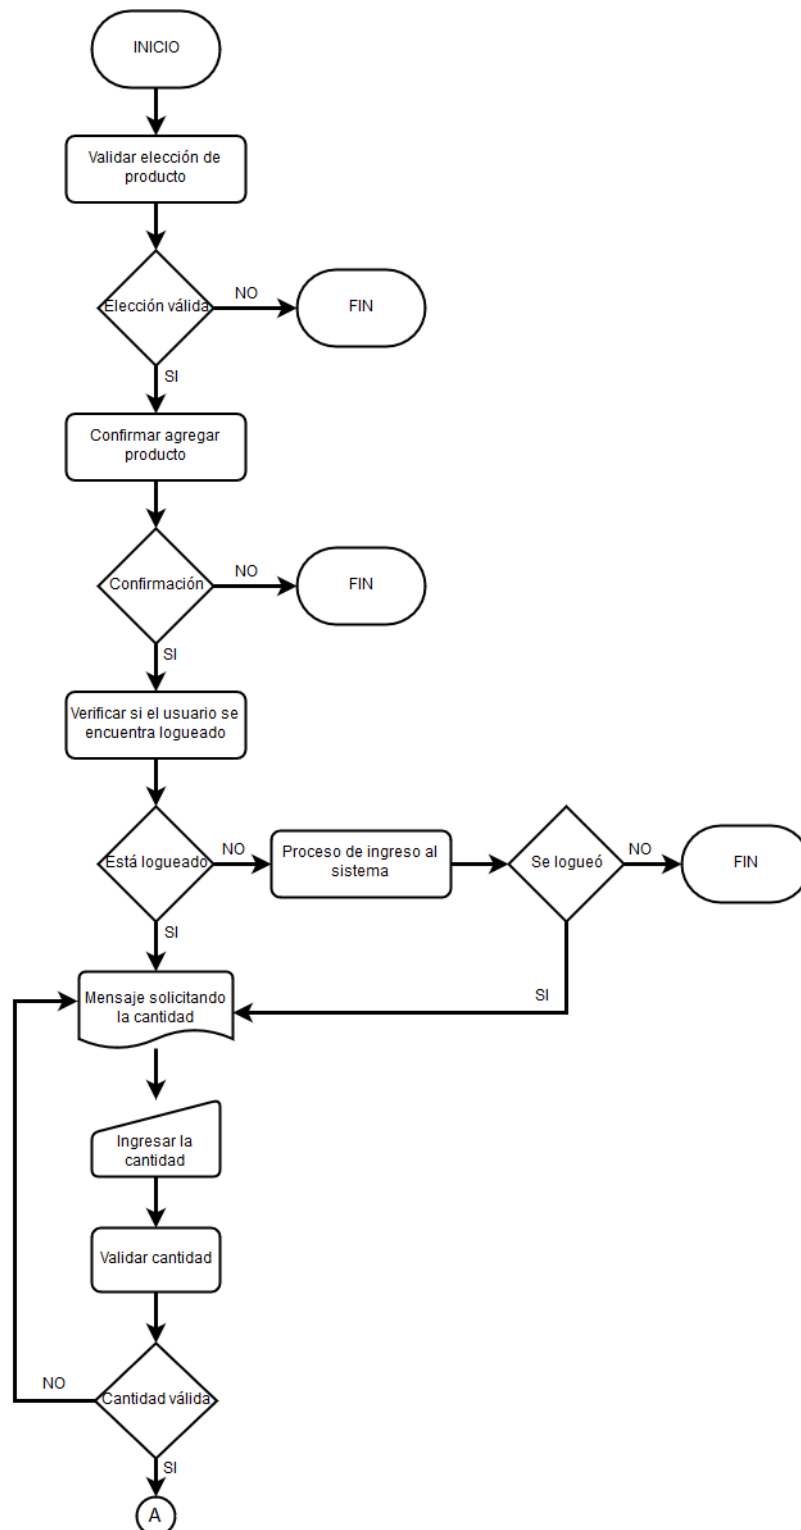 INICIO
Validar elección de
producto
Elección válida
NO
FIN
SI
Confirmar agregar
producto
Confirmación
NO
FIN
SI
Verificar si el usuario se
encuentra logueado
Está logueado
NO
Proceso de ingreso al
sistema
Se logueó
NO
FIN
SI
SI
Mensaje solicitando
la cantidad
Ingresar la
cantidad
Validar cantidad
Cantidad válida
NO
SI
A